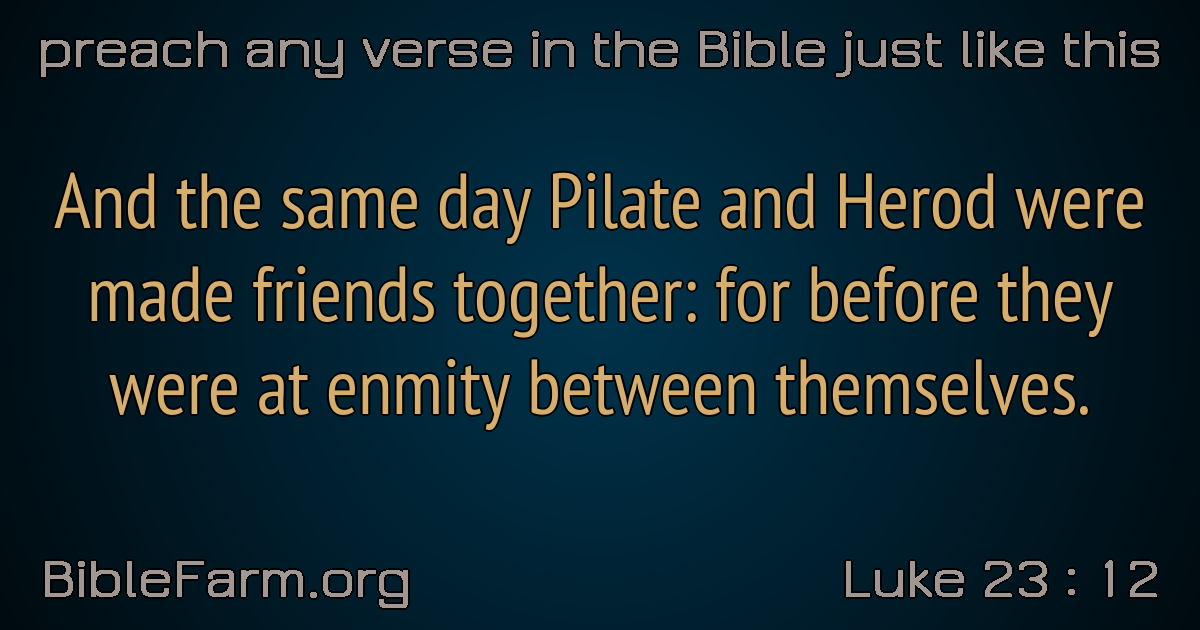 preach any verse in the Bible just like this
And the same day Pilate and Herod were
made friends together: for before they
were at enmity between themselves.
BibleFarm.org
Luke 23 : 12